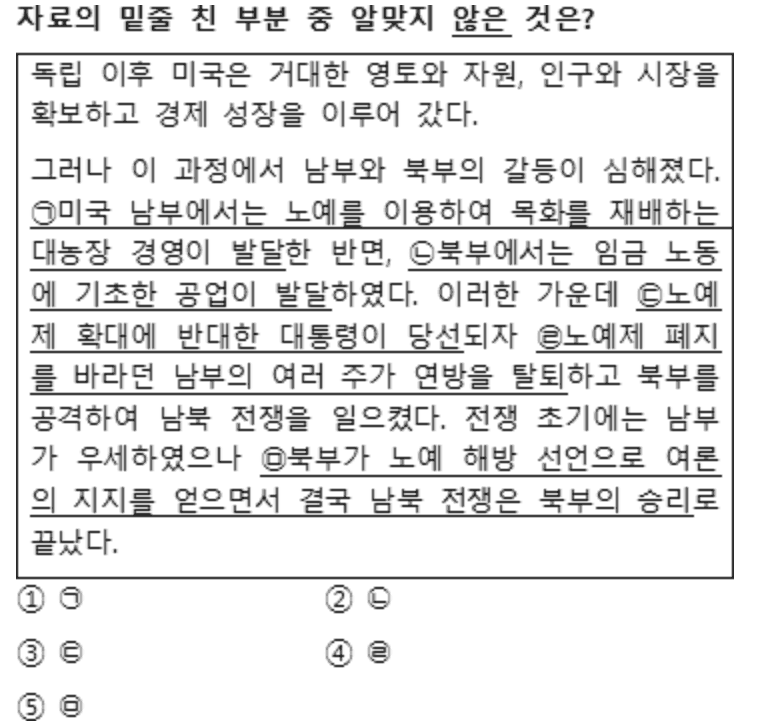 자료의 밑줄 친 부분 중 알맞지 않은 것은?
독립 이후 미국은 거대한 영토와 자원, 인구와 시장을
확보하고 경제 성장을 이루어 갔다.
그러나 이 과정에서 남부와 북부의 갈등이 심해졌다.
㉠미국 남부에서는 노예를 이용하여 목화를 재배하는
대농장 경영이 발달한 반면, ㉡북부에서는 임금 노동
에 기초한 공업이 발달하였다. 이러한 가운데 ㉢노예
제 확대에 반대한 대통령이 당선되자 ㉣노예제 폐지
를 바라던 남부의 여러 주가 연방을 탈퇴하고 북부를
공격하여 남북 전쟁을 일으켰다. 전쟁 초기에는 남부
가 우세하였으나 ㉤북부가 노예 해방 선언으로 여론
의 지지를 얻으면서 결국 남북 전쟁은 북부의 승리로
끝났다.
① ㉠ ② ㉡
③ ㉢ ④ ㉣
⑤ ㉤